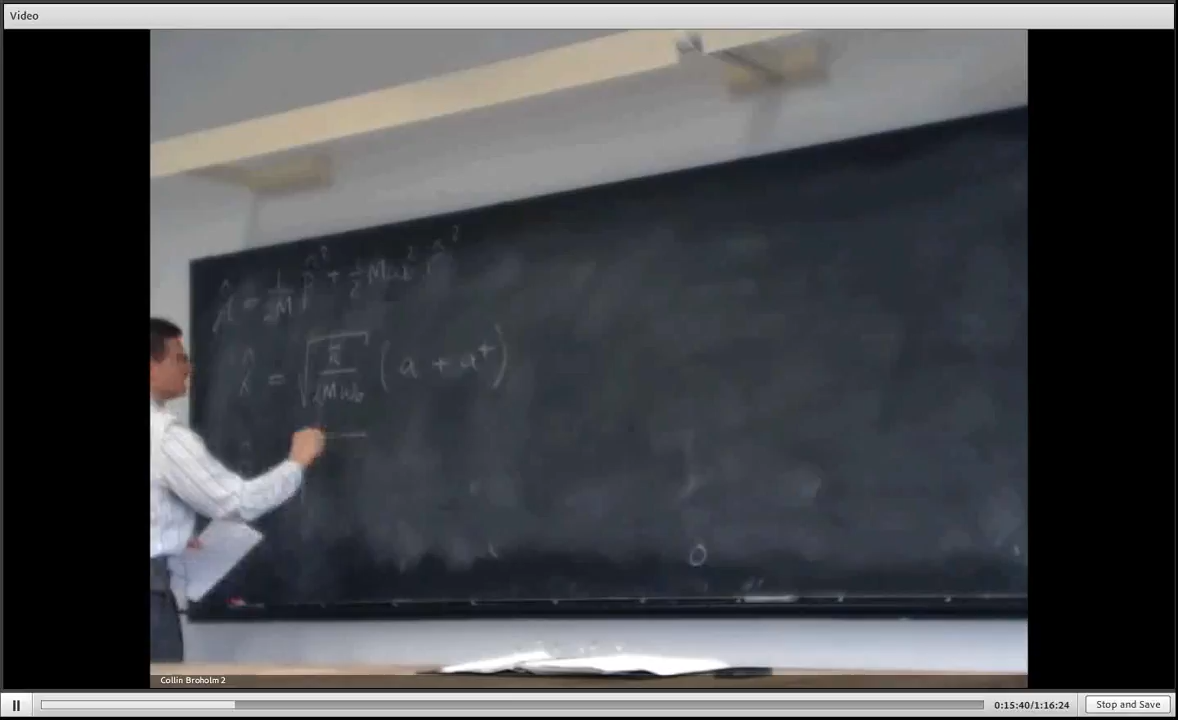 Video
Ĥ = 1/2M p̂² + 1/2 Mω₀² r̂²
= √(ħ/2Mω₀) (a + a⁺)
0
Collin Broholm 2
0:15:40/1:16:24
Stop and Save